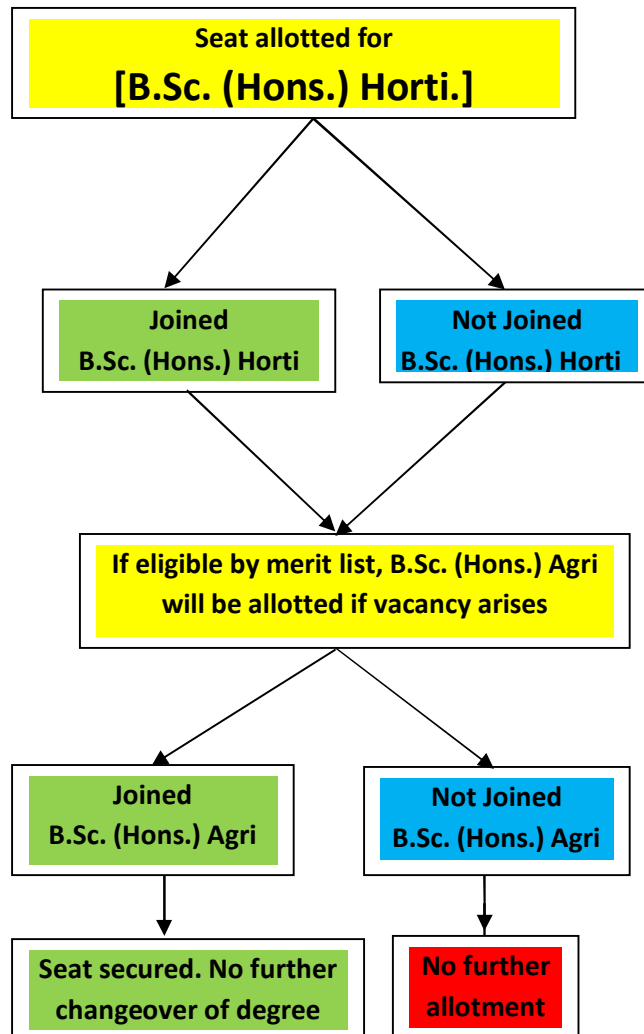 Seat allotted for
[B.Sc. (Hons.) Horti.]
Joined
B.Sc. (Hons.) Horti
Not Joined
B.Sc. (Hons.) Horti
If eligible by merit list, B.Sc. (Hons.) Agri
will be allotted if vacancy arises
Joined
B.Sc. (Hons.) Agri
Not Joined
B.Sc. (Hons.) Agri
Seat secured. No further
changeover of degree
No further
allotment